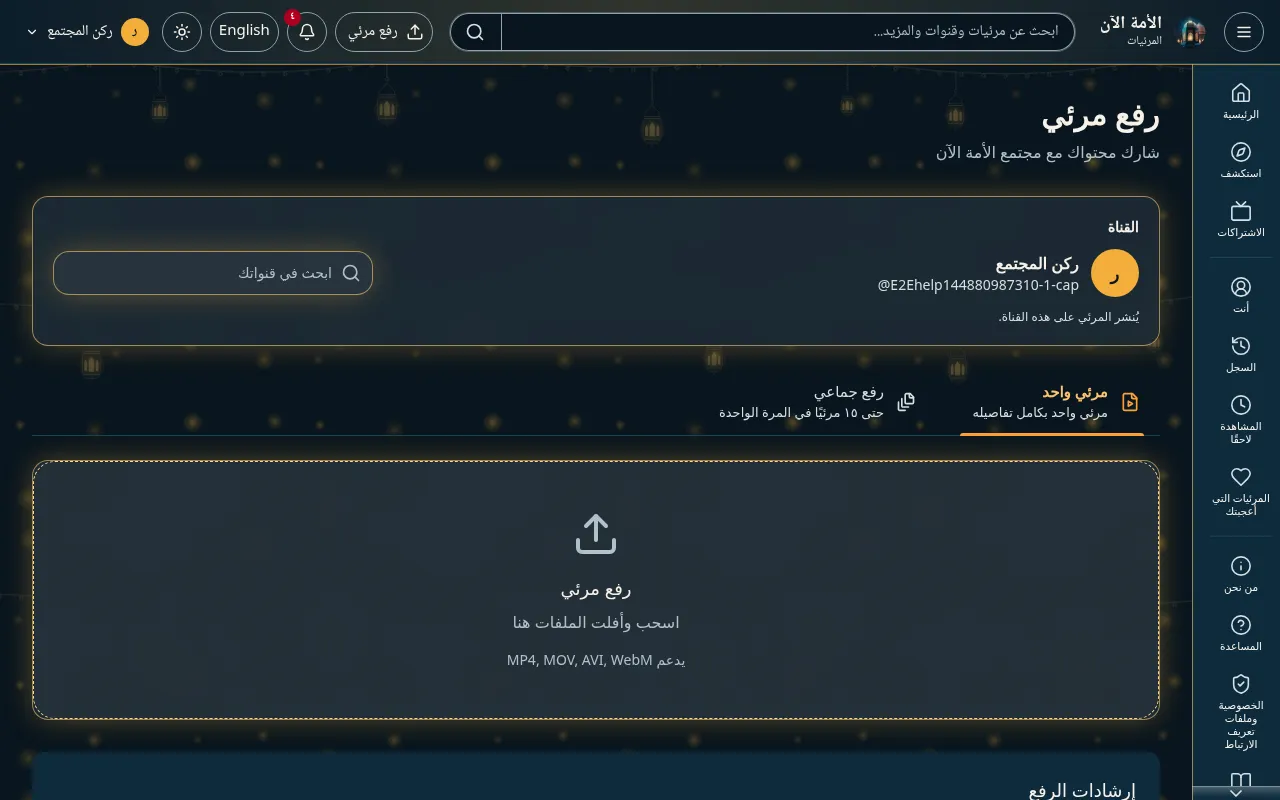 الأمة الآن
المرئيات
ابحث عن مرئيات وقنوات والمزيد...
رفع مرئي
٤
English
ر
ركن المجتمع
الرئيسية
استكشف
الاشتراكات
أنت
السجل
المشاهدة
لاحقًا
المرئيات التي
أعجبتك
من نحن
المساعدة
الخصوصية
وملفات
تعريف
الارتباط
رفع مرئي
شارك محتواك مع مجتمع الأمة الآن
القناة
ر
ركن المجتمع
@E2Ehelp144880987310-1-cap
يُنشر المرئي على هذه القناة.
ابحث في قنواتك
مرئي واحد
مرئي واحد بكامل تفاصيله
رفع جماعي
حتى ١٥ مرئيًا في المرة الواحدة
رفع مرئي
اسحب وأفلت الملفات هنا
يدعم MP4, MOV, AVI, WebM
إرشادات الرفع